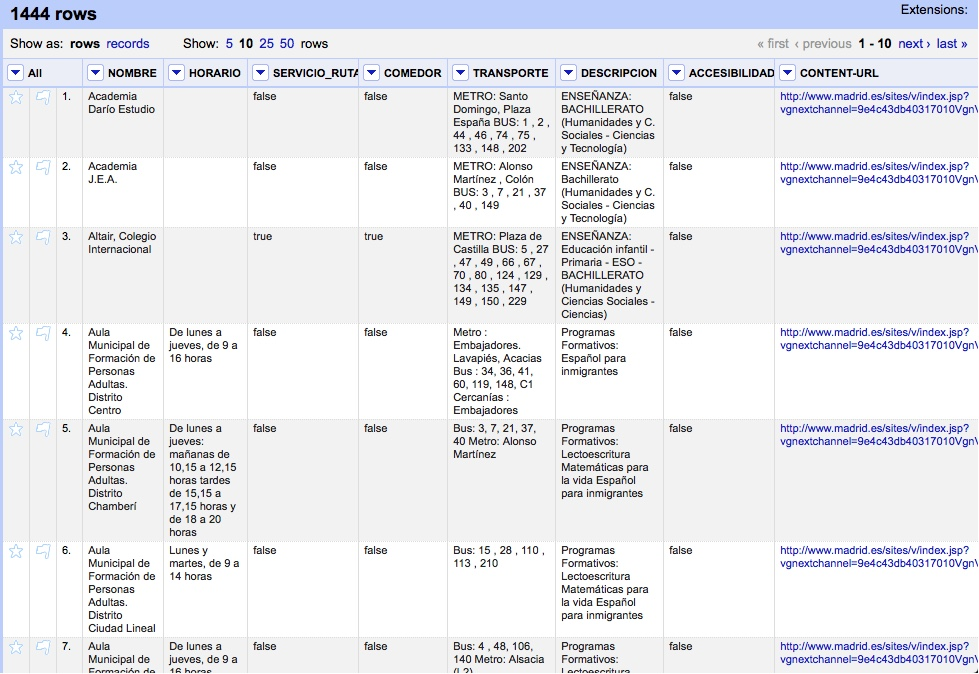 1444 rows
Extensions:
Show as: rows records Show: 5 10 25 50 rows « first ‹ previous 1 - 10 next › last »
All NOMBRE HORARIO SERVICIO_RUTA COMEDOR TRANSPORTE DESCRIPCION ACCESIBILIDAD CONTENT-URL
1.
Academia
Darío Estudio
false
false
METRO: Santo
Domingo, Plaza
España BUS: 1 , 2 ,
44 , 46 , 74 , 75 ,
133 , 148 , 202
ENSEÑANZA:
BACHILLERATO
(Humanidades y C.
Sociales - Ciencias
y Tecnología)
false
http://www.madrid.es/sites/v/index.jsp?
vgnextchannel=9e4c43db40317010VgnV
2.
Academia
J.E.A.
false
false
METRO: Alonso
Martínez , Colón
BUS: 3 , 7 , 21 , 37
, 40 , 149
ENSEÑANZA:
Bachillerato
(Humanidades y C.
Sociales - Ciencias
y Tecnología)
false
http://www.madrid.es/sites/v/index.jsp?
vgnextchannel=9e4c43db40317010VgnV
3.
Altair, Colegio
Internacional
true
true
METRO: Plaza de
Castilla BUS: 5 , 27
, 47 , 49 , 66 , 67 ,
70 , 80 , 124 , 129 ,
134 , 135 , 147 ,
149 , 150 , 229
ENSEÑANZA:
Educación infantil -
Primaria - ESO -
BACHILLERATO
(Humanidades y
Ciencias Sociales -
Ciencias)
false
http://www.madrid.es/sites/v/index.jsp?
vgnextchannel=9e4c43db40317010VgnV
4.
Aula
Municipal de
Formación de
Personas
Adultas.
Distrito
Centro
De lunes a
jueves, de 9 a
16 horas
false
false
Metro :
Embajadores.
Lavapiés, Acacias
Bus : 34, 36, 41,
60, 119, 148, C1
Cercanías :
Embajadores
Programas
Formativos:
Español para
inmigrantes
false
http://www.madrid.es/sites/v/index.jsp?
vgnextchannel=9e4c43db40317010VgnV
5.
Aula
Municipal de
Formación de
Personas
Adultas.
Distrito
Chamberí
De lunes a
jueves:
mañanas de
10,15 a 12,15
horas tardes
de 15,15 a
17,15 horas y
de 18 a 20
horas
false
false
Bus: 3, 7, 21, 37,
40 Metro: Alonso
Martínez
Programas
Formativos:
Lectoescritura
Matemáticas para
la vida Español
para inmigrantes
false
http://www.madrid.es/sites/v/index.jsp?
vgnextchannel=9e4c43db40317010VgnV
6.
Aula
Municipal de
Formación de
Personas
Adultas.
Distrito
Ciudad Lineal
Lunes y
martes, de 9 a
14 horas
false
false
Bus: 15 , 28 , 110 ,
113 , 210
Programas
Formativos:
Lectoescritura
Matemáticas para
la vida Español
para inmigrantes
false
http://www.madrid.es/sites/v/index.jsp?
vgnextchannel=9e4c43db40317010VgnV
7.
Aula
Municipal de
Formación de
De lunes a
jueves, de 9 a
16 horas
false
false
Bus: 4 , 48, 106,
140 Metro: Alsacia
(L2)
Programas
Formativos:
Lectoescritura
false
http://www.madrid.es/sites/v/index.jsp?
vgnextchannel=9e4c43db40317010VgnV